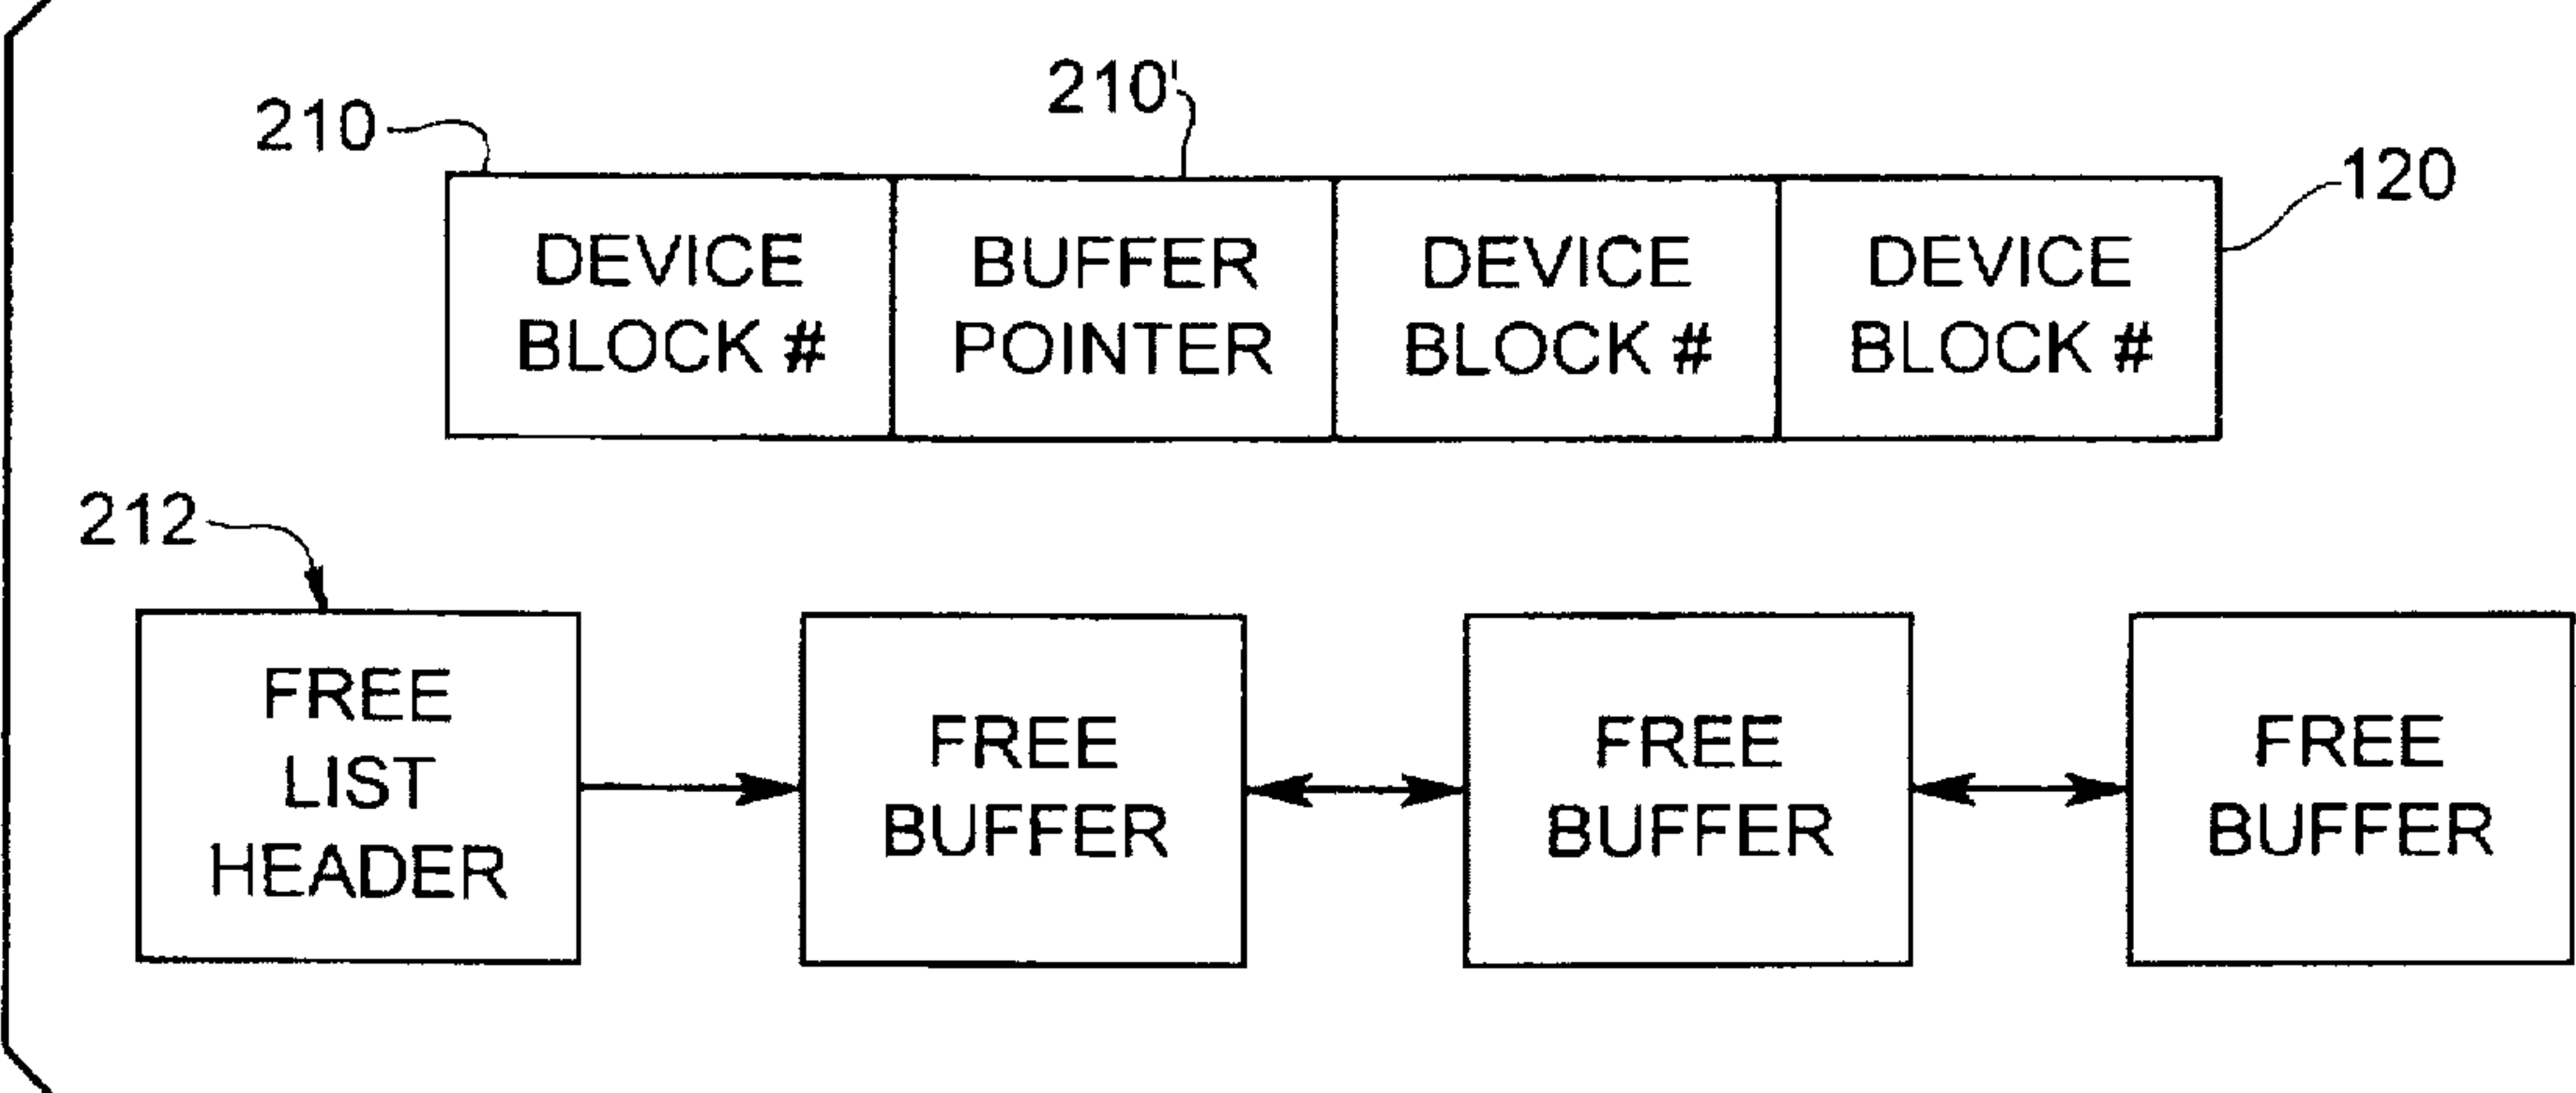 210
210'
120
DEVICE
BLOCK #
BUFFER
POINTER
DEVICE
BLOCK #
DEVICE
BLOCK #
212
FREE
LIST
HEADER
FREE
BUFFER
FREE
BUFFER
FREE
BUFFER